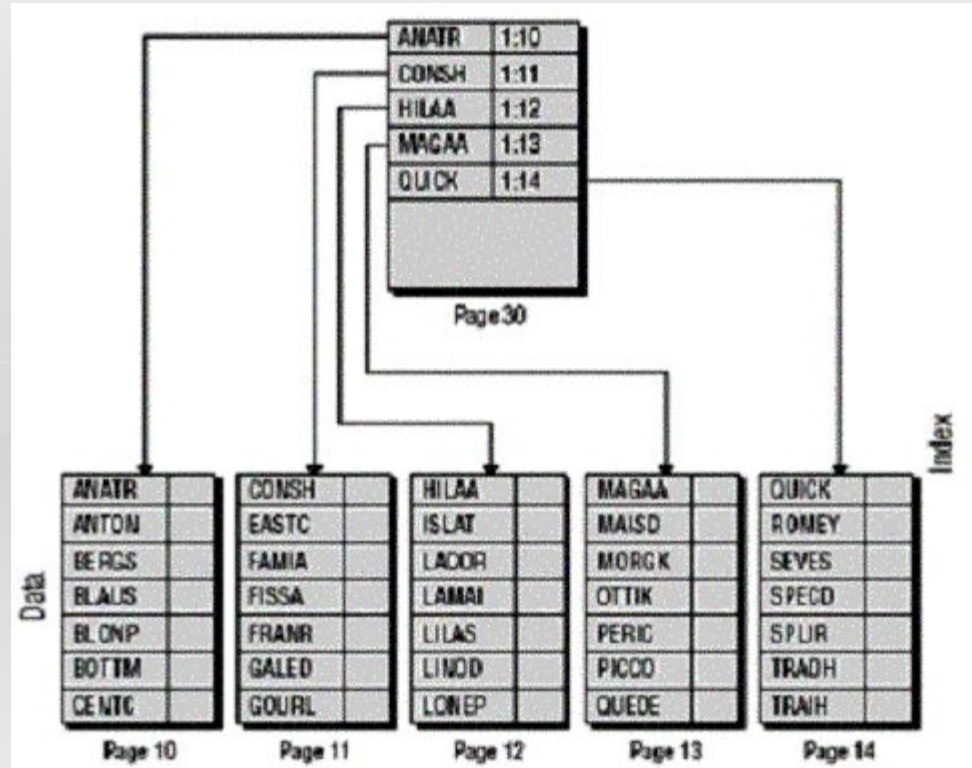 ANATR 1:10
CONSH 1:11
HILAA 1:12
MAGAA 1:13
QUICK 1:14
Page 30
Index
Data
ANATR
ANTON
BERGS
BLAUS
BLONP
BOTTM
CENTC
Page 10
CONSH
EASTC
FAMIA
FISSA
FRANR
GALED
GOURL
Page 11
HILAA
ISLAT
LAOOR
LAMAI
LILAS
LINOD
LONEP
Page 12
MAGAA
MAISD
MORGK
OTTIK
PERIC
PICCO
QUEDE
Page 13
QUICK
ROMEY
SEVES
SPECD
SPLIR
TRADH
TRAIH
Page 14